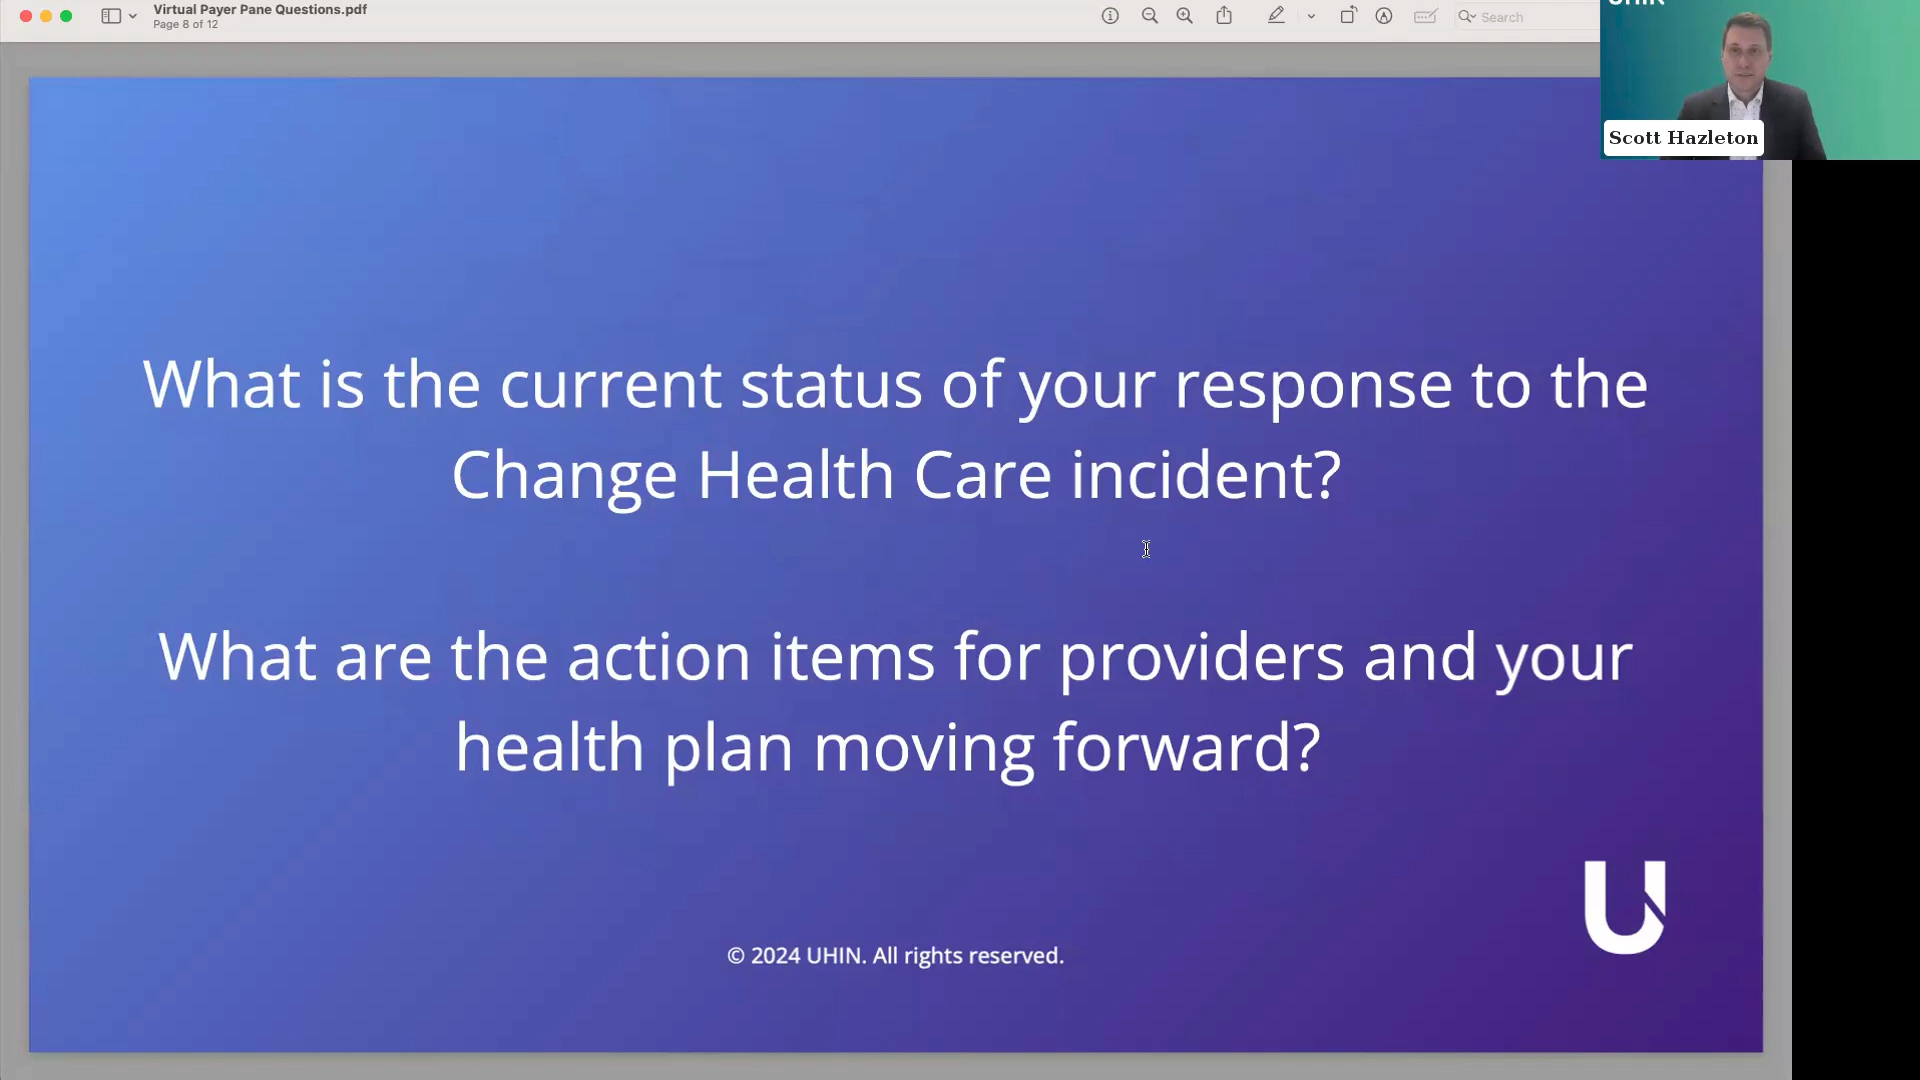 Virtual Payer Pane Questions.pdf
Page 8 of 12
Search
UHIN
Scott Hazleton
What is the current status of your response to the
Change Health Care incident?
What are the action items for providers and your
health plan moving forward?
U
© 2024 UHIN. All rights reserved.